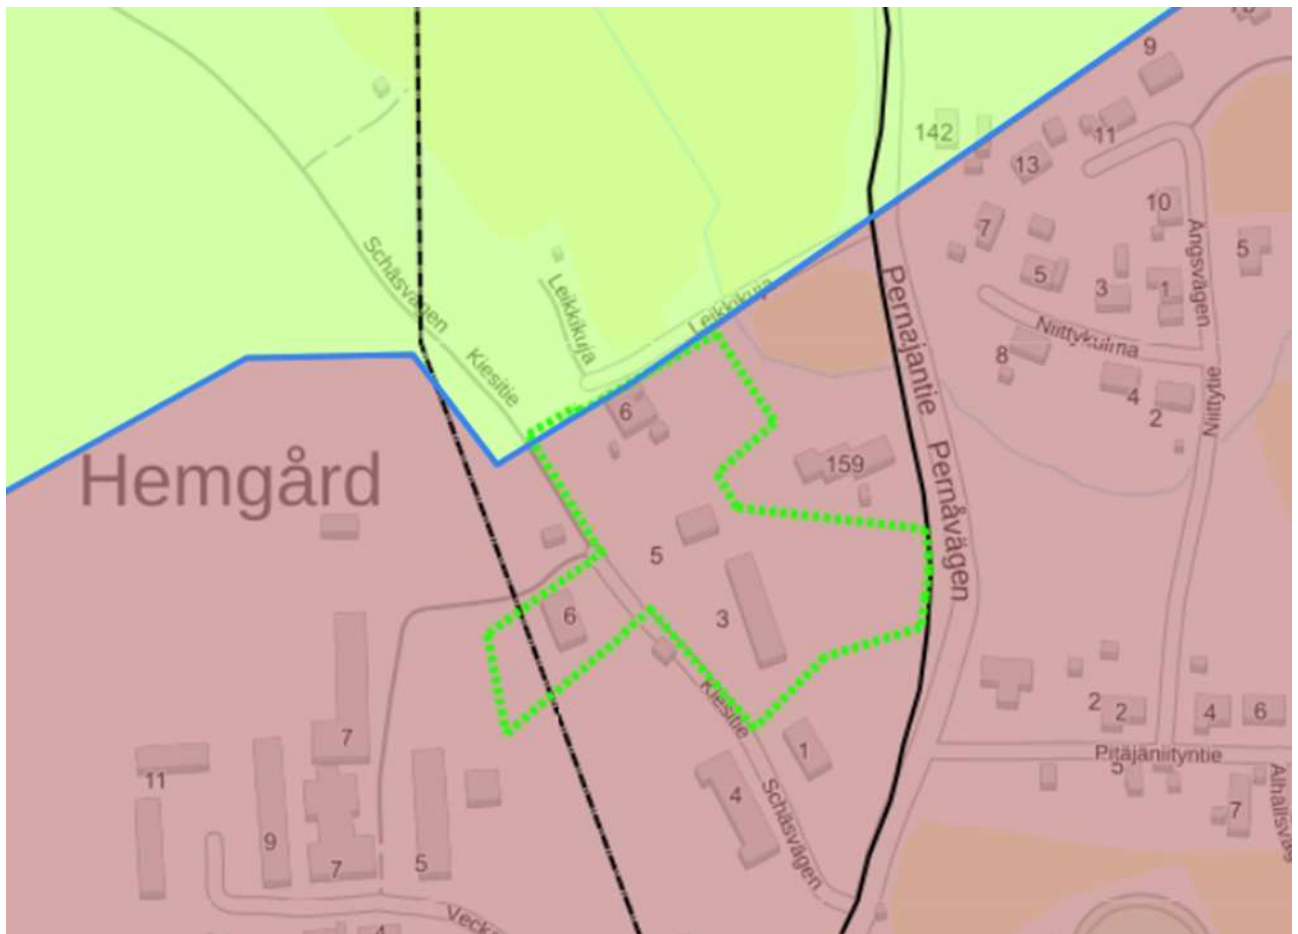 9
142
11
13
10
7
Ängsvägen
5
Schäsvägen
5
3
1
Leikkikuja
Leikkikuja
Pernajantie
Niittykulma
8
Kiesitie
4
Niittytie
6
2
Hemgård
159
Pernåvägen
5
6
3
Kiesitie
2
2
4
6
7
1
Pitäjäniityntie
11
5
4
Schäsvägen
7
9
7
5